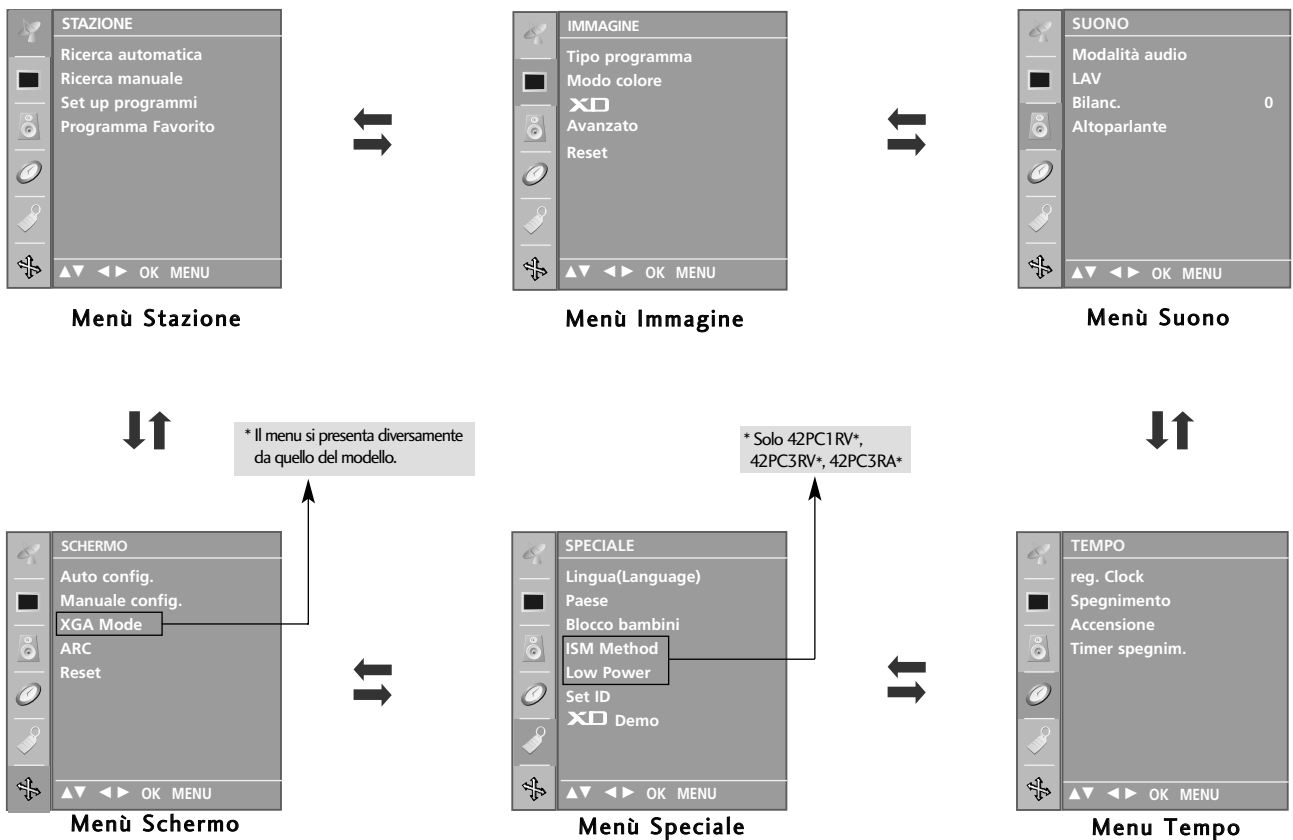 STAZIONE
Ricerca automatica
Ricerca manuale
Set up programmi
Programma Favorito
▲▼ ◄► OK MENU
Menù Stazione
IMMAGINE
Tipo programma
Modo colore
XD
Avanzato
Reset
▲▼ ◄► OK MENU
Menù Immagine
SUONO
Modalità audio
LAV
Bilanc. 0
Altoparlante
▲▼ ◄► OK MENU
Menù Suono
* Il menu si presenta diversamente
da quello del modello.
* Solo 42PC1RV*,
42PC3RV*, 42PC3RA*
SCHERMO
Auto config.
Manuale config.
XGA Mode
ARC
Reset
▲▼ ◄► OK MENU
Menù Schermo
SPECIALE
Lingua(Language)
Paese
Blocco bambini
ISM Method
Low Power
Set ID
XD Demo
▲▼ ◄► OK MENU
Menù Speciale
TEMPO
reg. Clock
Spegnimento
Accensione
Timer spegnim.
▲▼ ◄► OK MENU
Menu Tempo